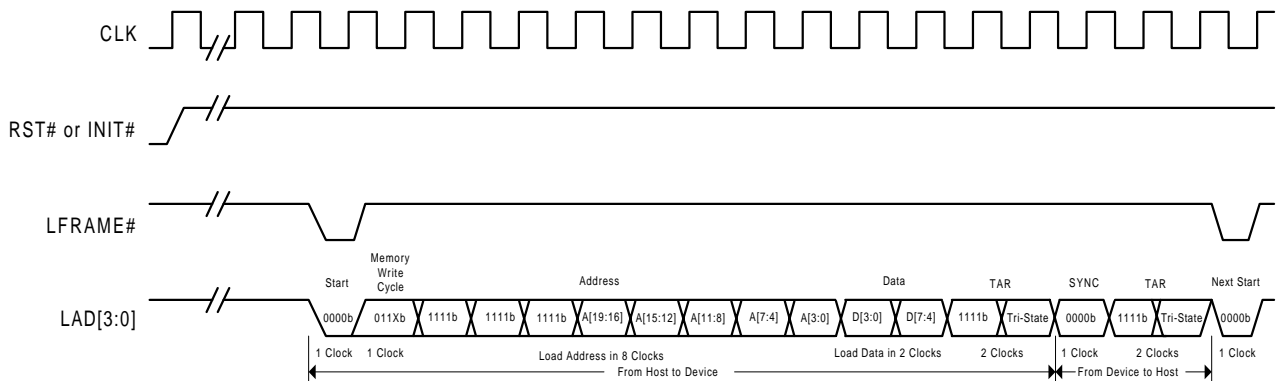 CLK
RST# or INIT#
LFRAME#
Memory
Write
Cycle
Start
Address
Data
TAR
SYNC
TAR
Next Start
LAD[3:0]
0000b 011Xb 1111b 1111b 1111b A[19:16] A[15:12] A[11:8] A[7:4] A[3:0] D[3:0] D[7:4] 1111b Tri-State 0000b 1111b Tri-State 0000b
1 Clock 1 Clock Load Address in 8 Clocks Load Data in 2 Clocks 2 Clocks 1 Clock 2 Clocks 1 Clock
From Host to Device From Device to Host